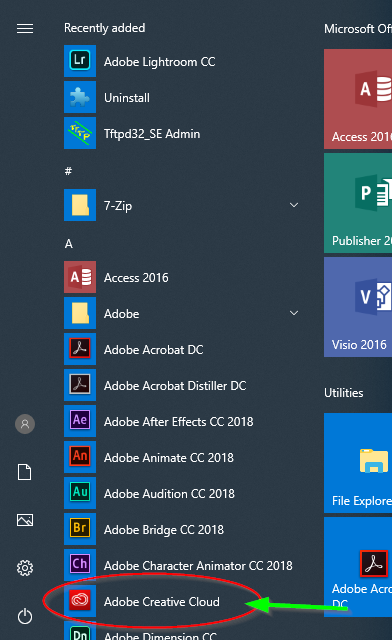 Recently added
Lr Adobe Lightroom CC
Uninstall
Tftpd32_SE Admin
#
7-Zip
A
A Access 2016
Adobe
Adobe Acrobat DC
Adobe Acrobat Distiller DC
Ae Adobe After Effects CC 2018
An Adobe Animate CC 2018
Au Adobe Audition CC 2018
Br Adobe Bridge CC 2018
Ch Adobe Character Animator CC 2018
Adobe Creative Cloud
Dn Adobe Dimension CC
Microsoft Offi
A
Access 2016
P
Publisher 20
V
Visio 2016
Utilities
File Explorer
Adobe Acro
DC